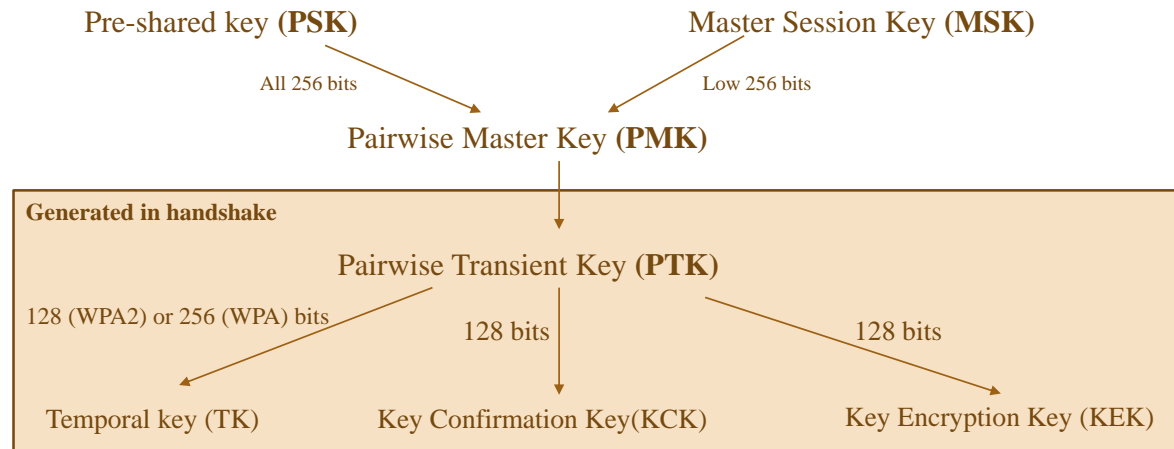 Pre-shared key (PSK)
Master Session Key (MSK)
All 256 bits
Low 256 bits
Pairwise Master Key (PMK)
Generated in handshake
Pairwise Transient Key (PTK)
128 (WPA2) or 256 (WPA) bits
128 bits
128 bits
Temporal key (TK)
Key Confirmation Key(KCK)
Key Encryption Key (KEK)